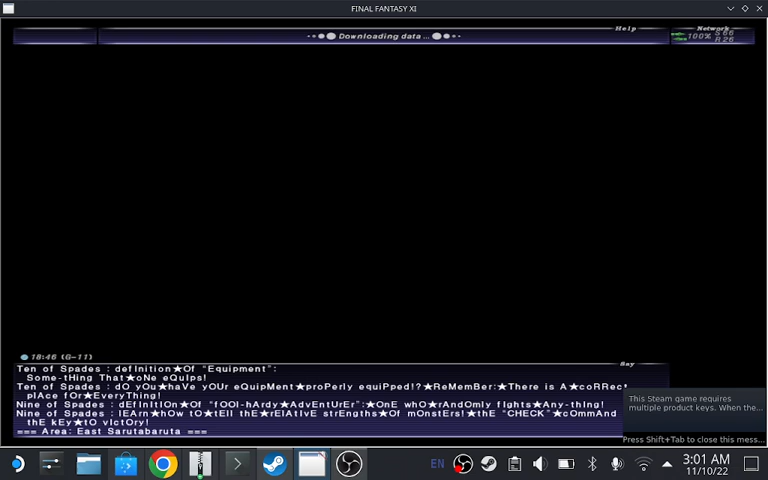 FINAL FANTASY XI
Help
Network
Downloading data ...
100% S 66
R 26
18:46 (G-11)
Say
Ten of Spades : defInition★Of "Equipment":
Some-tHing That★oNe eQuIps!
Ten of Spades : dO yOu★haVe yOUr eQuipMent★proPerly equiPped!?★ReMemBer:★There is A★coRRect
plAce fOr★EveryThing!
Nine of Spades : dEfInItIOn★Of "fOOl-hArdy★AdvEntUrEr":★OnE whO★rAndOmly fIghts★Any-thIng!
Nine of Spades : lEArn★hOw tO★tEll thE★rElAtIvE strEngths★Of mOnstErs!★thE "CHECK"★cOmmAnd
the kEy★tO vIctOry!
=== Area: East Sarutabaruta ===
This Steam game requires
multiple product keys. When the...
Press Shift+Tab to close this mess...
EN
3:01 AM
11/10/22